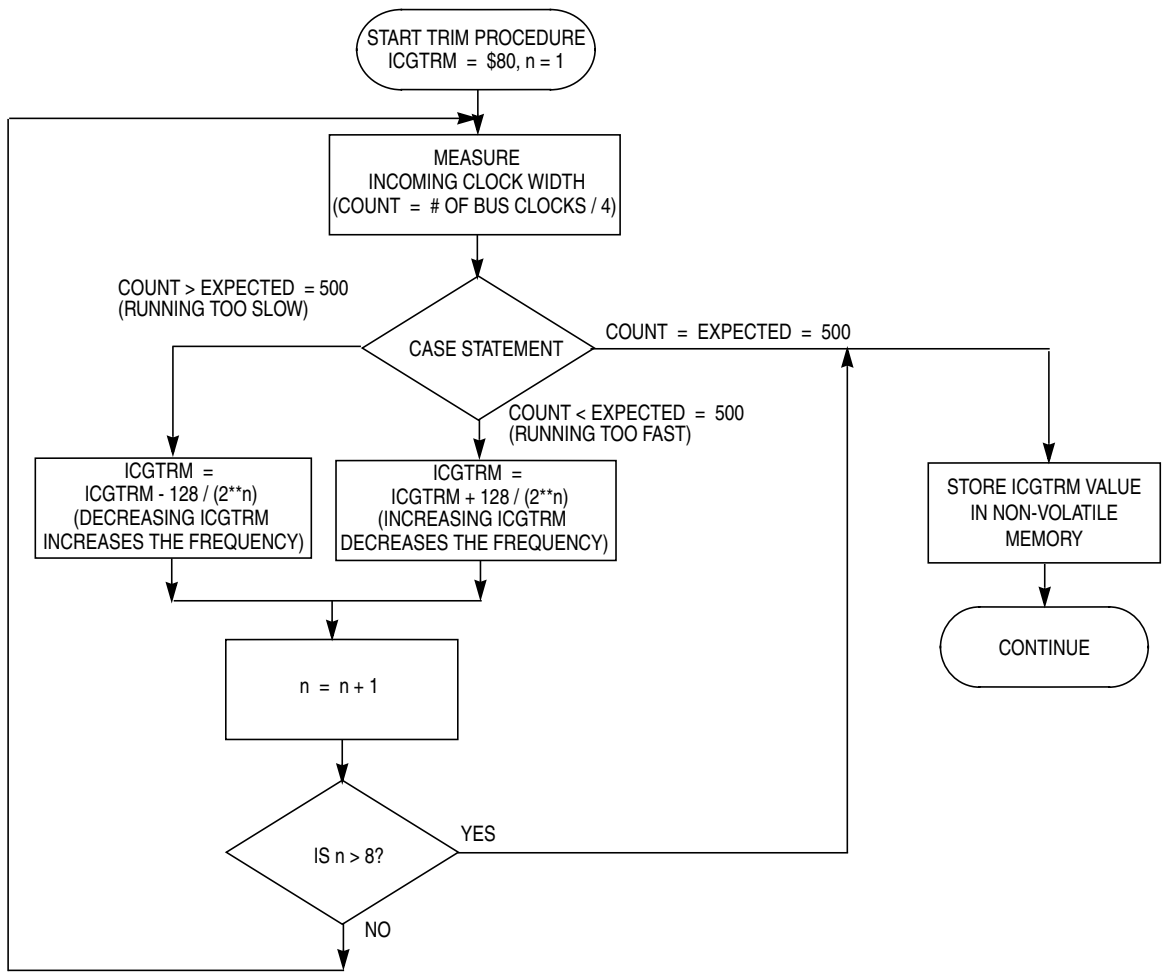 START TRIM PROCEDURE
ICGTRM = $80, n = 1
MEASURE
INCOMING CLOCK WIDTH
(COUNT = # OF BUS CLOCKS / 4)
COUNT > EXPECTED = 500
(RUNNING TOO SLOW)
CASE STATEMENT
COUNT = EXPECTED = 500
COUNT < EXPECTED = 500
(RUNNING TOO FAST)
ICGTRM =
ICGTRM - 128 / (2**n)
(DECREASING ICGTRM
INCREASES THE FREQUENCY)
ICGTRM =
ICGTRM + 128 / (2**n)
(INCREASING ICGTRM
DECREASES THE FREQUENCY)
STORE ICGTRM VALUE
IN NON-VOLATILE
MEMORY
CONTINUE
n = n + 1
IS n > 8?
YES
NO